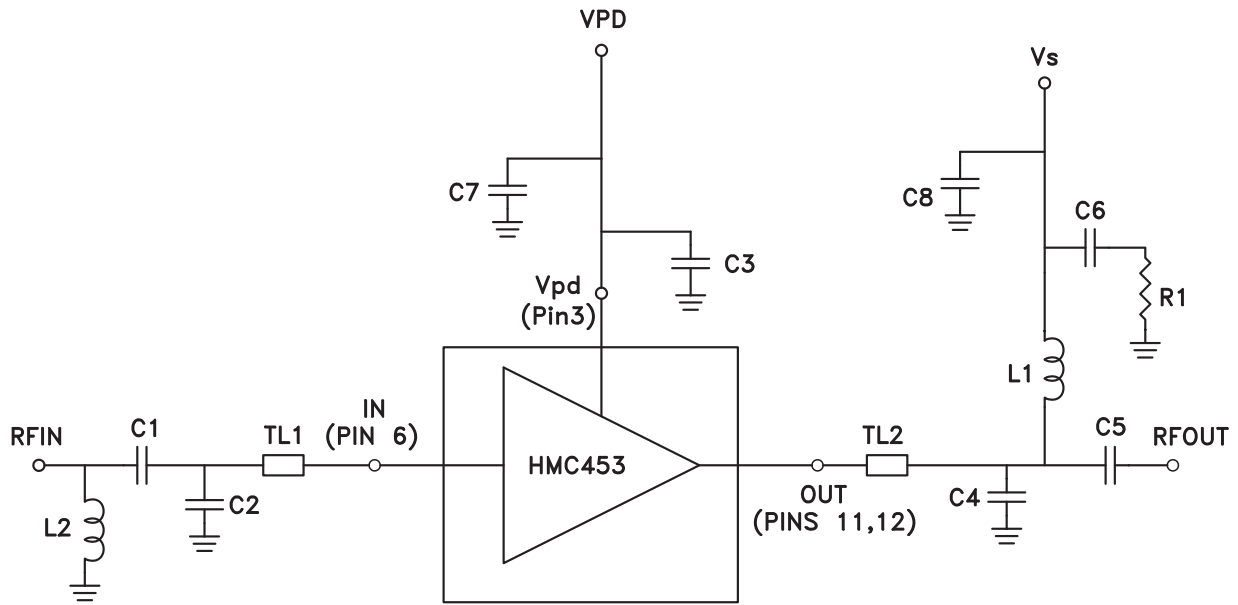 VPD
Vs
C7
C8
C6
C3
Vpd
(Pin3)
R1
L1
RFIN
C1
TL1
IN
(PIN 6)
HMC453
TL2
C5
RFOUT
L2
C2
OUT
(PINS 11,12)
C4